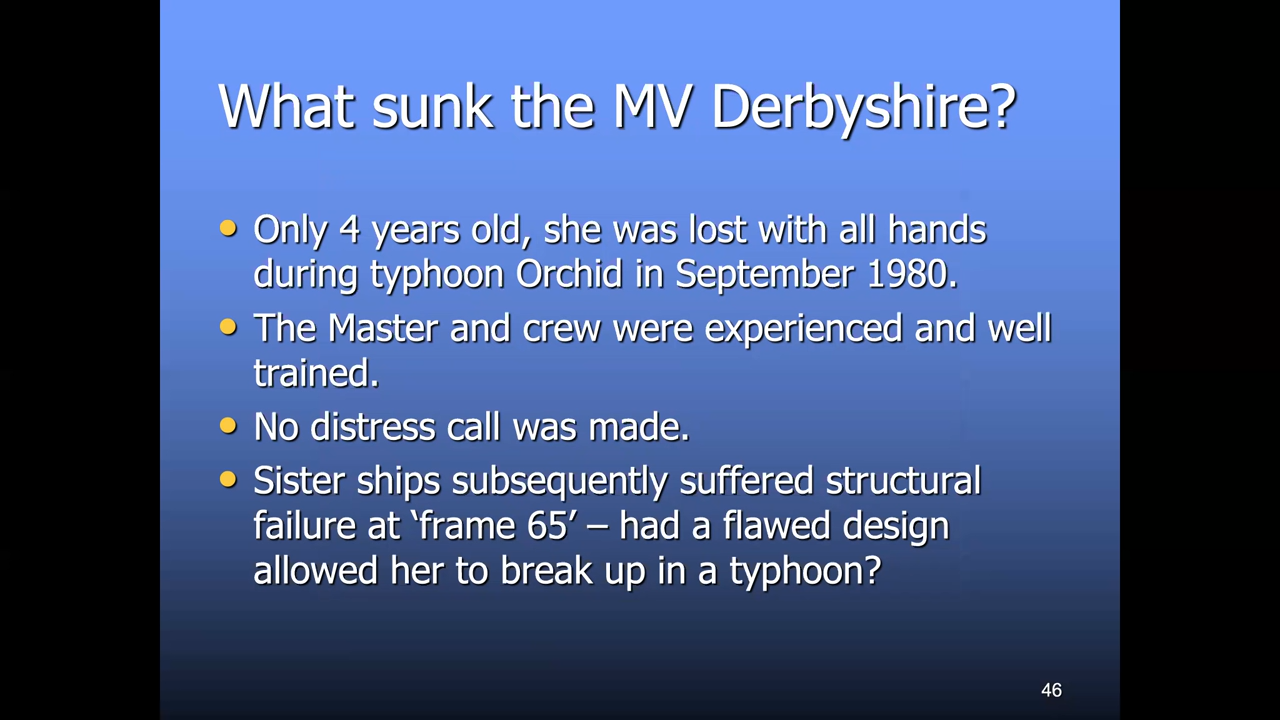 What sunk the MV Derbyshire?
• Only 4 years old, she was lost with all hands
during typhoon Orchid in September 1980.
• The Master and crew were experienced and well
trained.
• No distress call was made.
• Sister ships subsequently suffered structural
failure at ‘frame 65’ – had a flawed design
allowed her to break up in a typhoon?
46